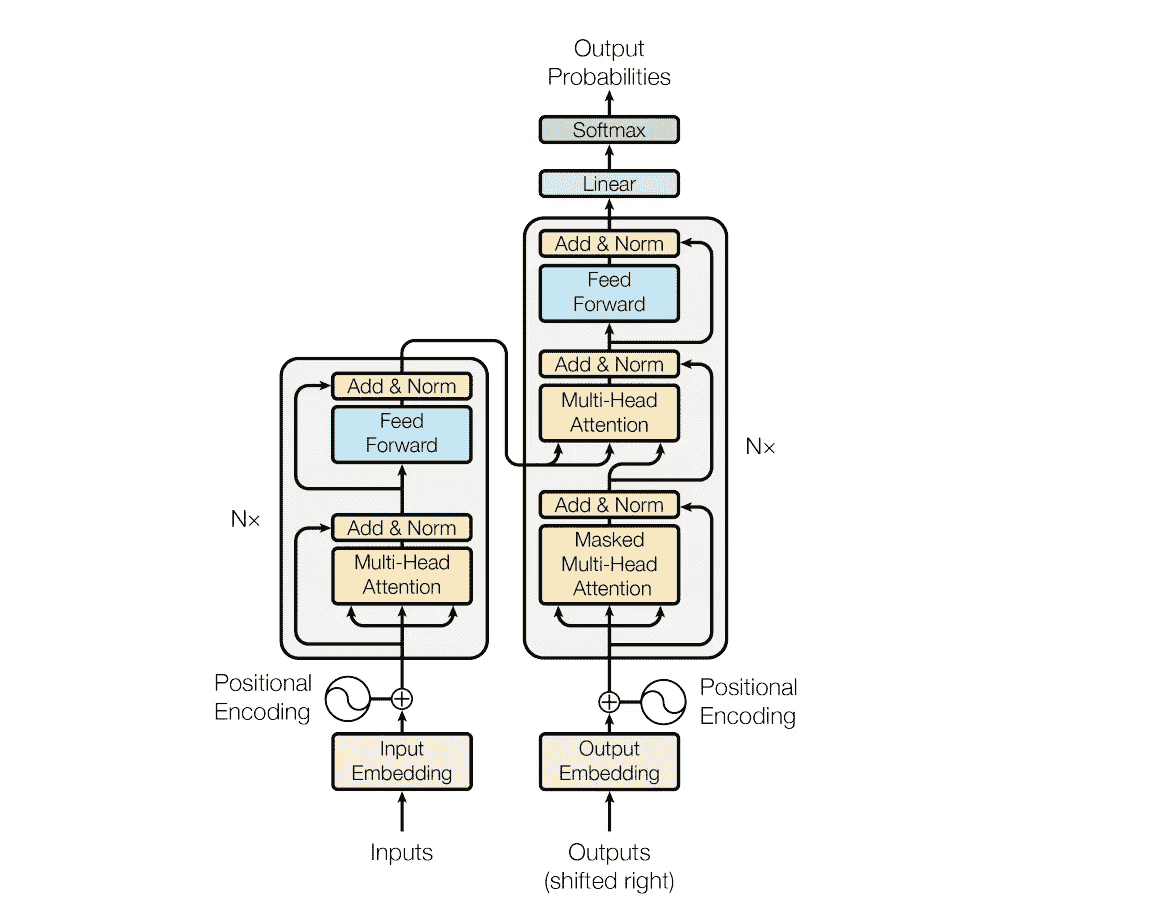 Output
Probabilities
Softmax
Linear
Add & Norm
Feed
Forward
Add & Norm
Multi-Head
Attention
Add & Norm
Masked
Multi-Head
Attention
Nx
Add & Norm
Feed
Forward
Add & Norm
Multi-Head
Attention
N×
Positional
Encoding
Positional
Encoding
Input
Embedding
Output
Embedding
Inputs
Outputs
(shifted right)